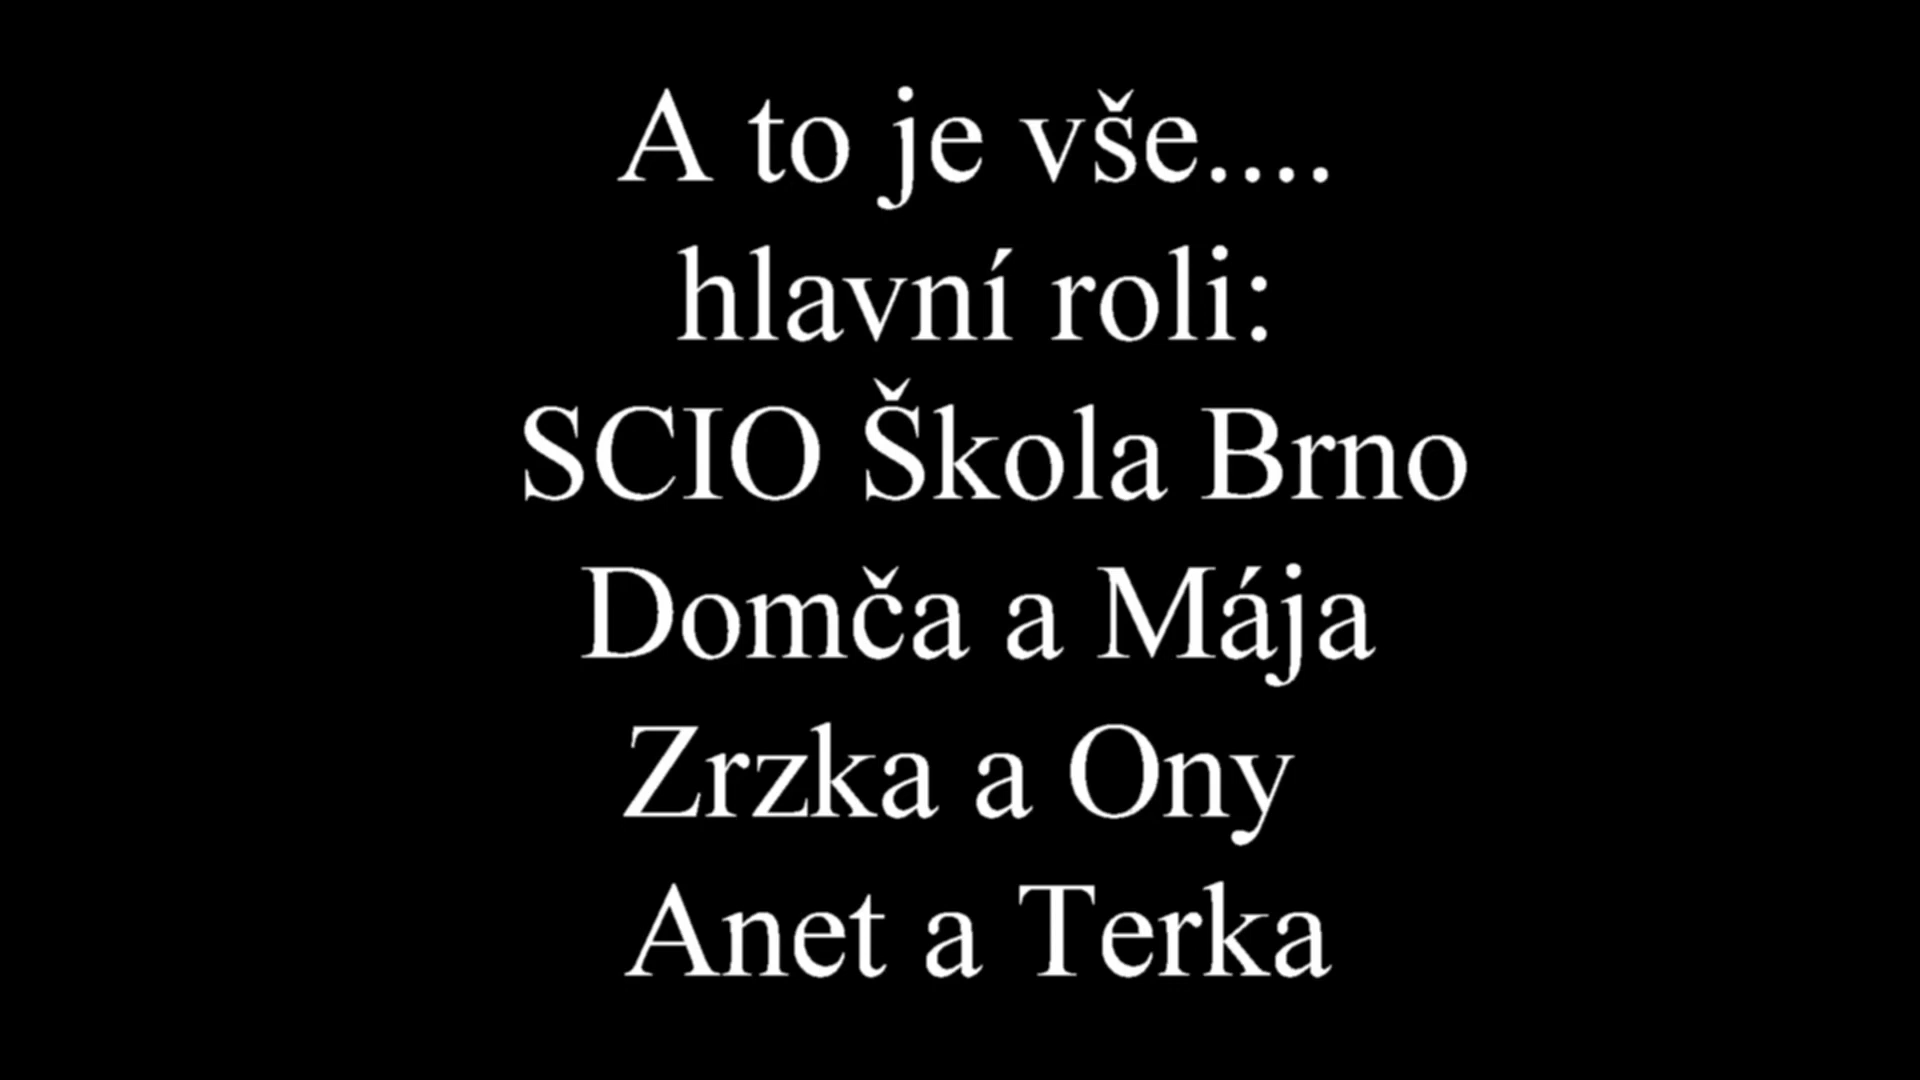 A to je vše....
hlavní roli:
SCIO Škola Brno
Domča a Mája
Zrzka a Ony
Anet a Terka